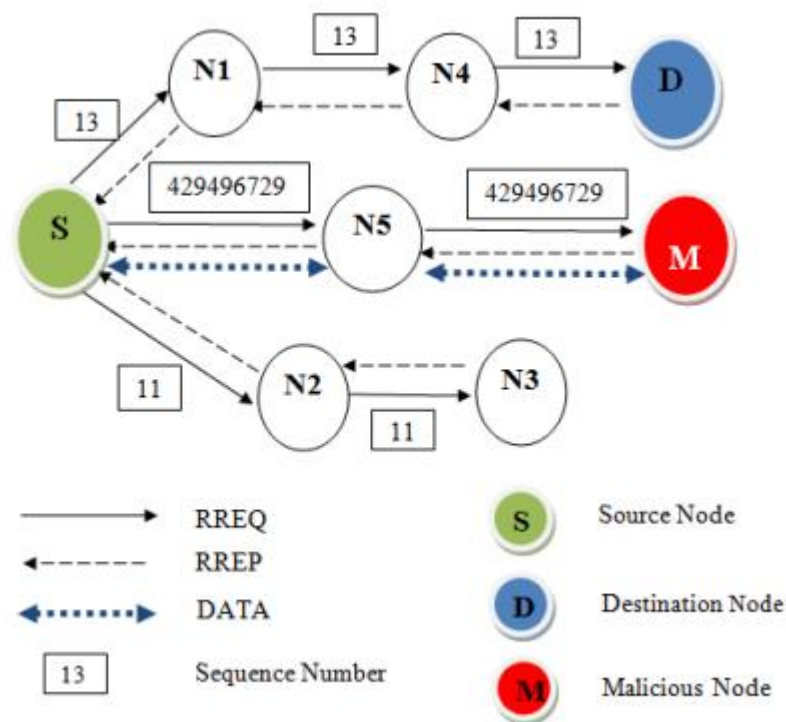 13
13
N1
N4
D
13
429496729
429496729
S
N5
M
11
N2
N3
11
RREQ
S
Source Node
RREP
DATA
D
Destination Node
13
Sequence Number
M
Malicious Node